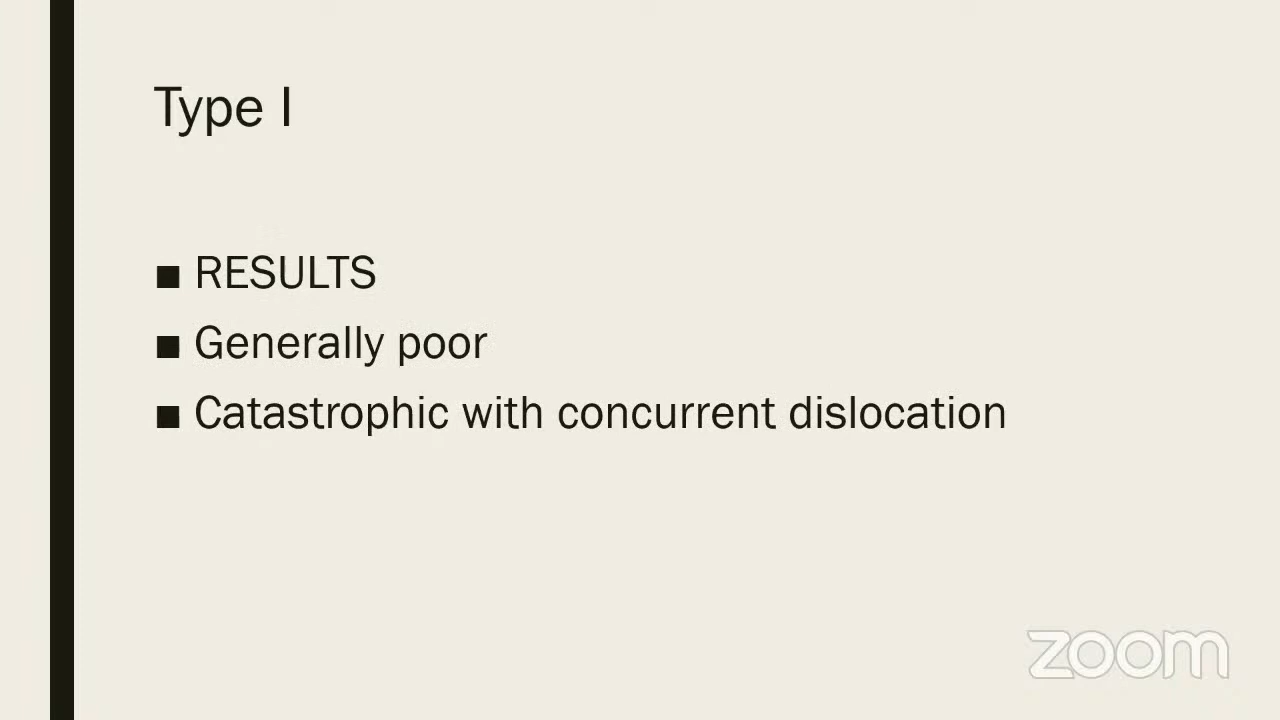 Type I
■ RESULTS
■ Generally poor
■ Catastrophic with concurrent dislocation
zoom